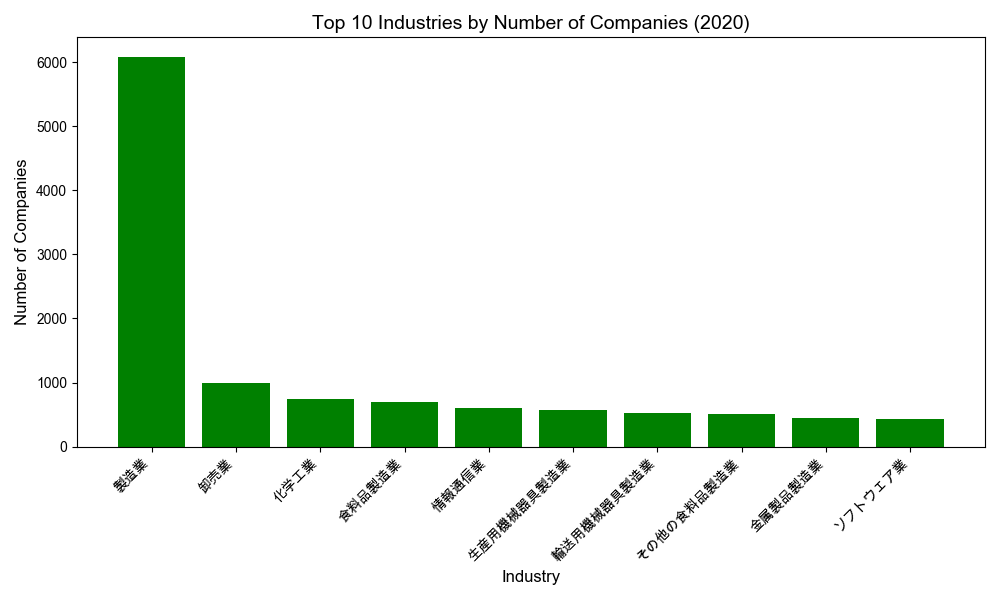 Top 10 Industries by Number of Companies (2020)
Number of Companies
6000
5000
4000
3000
2000
1000
0
製造業
卸売業
化学工業
食料品製造業
情報通信業
生産用機械器具製造業
輸送用機械器具製造業
その他の食料品製造業
金属製品製造業
ソフトウェア業
Industry